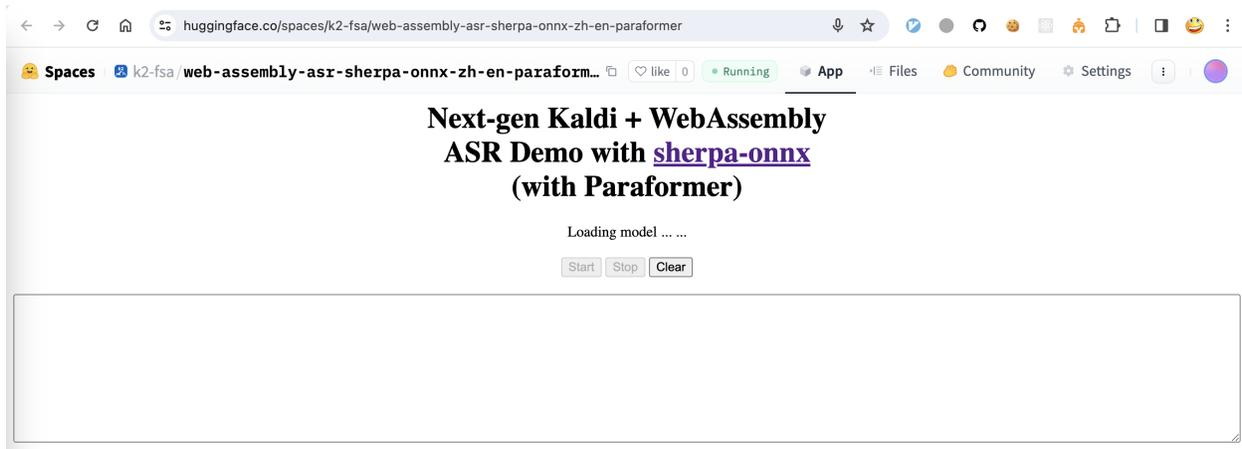 huggingface.co/spaces/k2-fsa/web-assembly-asr-sherpa-onnx-zh-en-paraformer
Spaces k2-fsa/web-assembly-asr-sherpa-onnx-zh-en-paraform... like 0 Running App Files Community Settings
Next-gen Kaldi + WebAssembly
ASR Demo with sherpa-onnx
(with Paraformer)
Loading model ... ...
Start Stop Clear